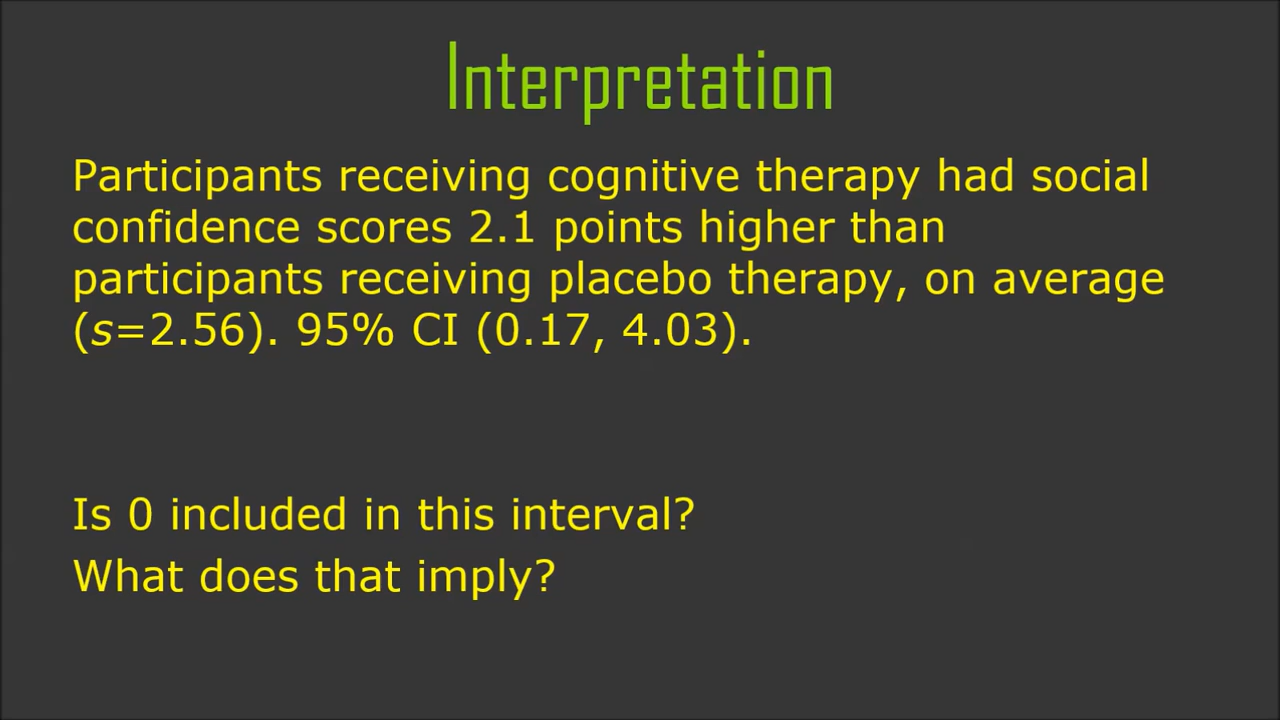 Interpretation
Participants receiving cognitive therapy had social
confidence scores 2.1 points higher than
participants receiving placebo therapy, on average
(s=2.56). 95% CI (0.17, 4.03).
Is 0 included in this interval?
What does that imply?